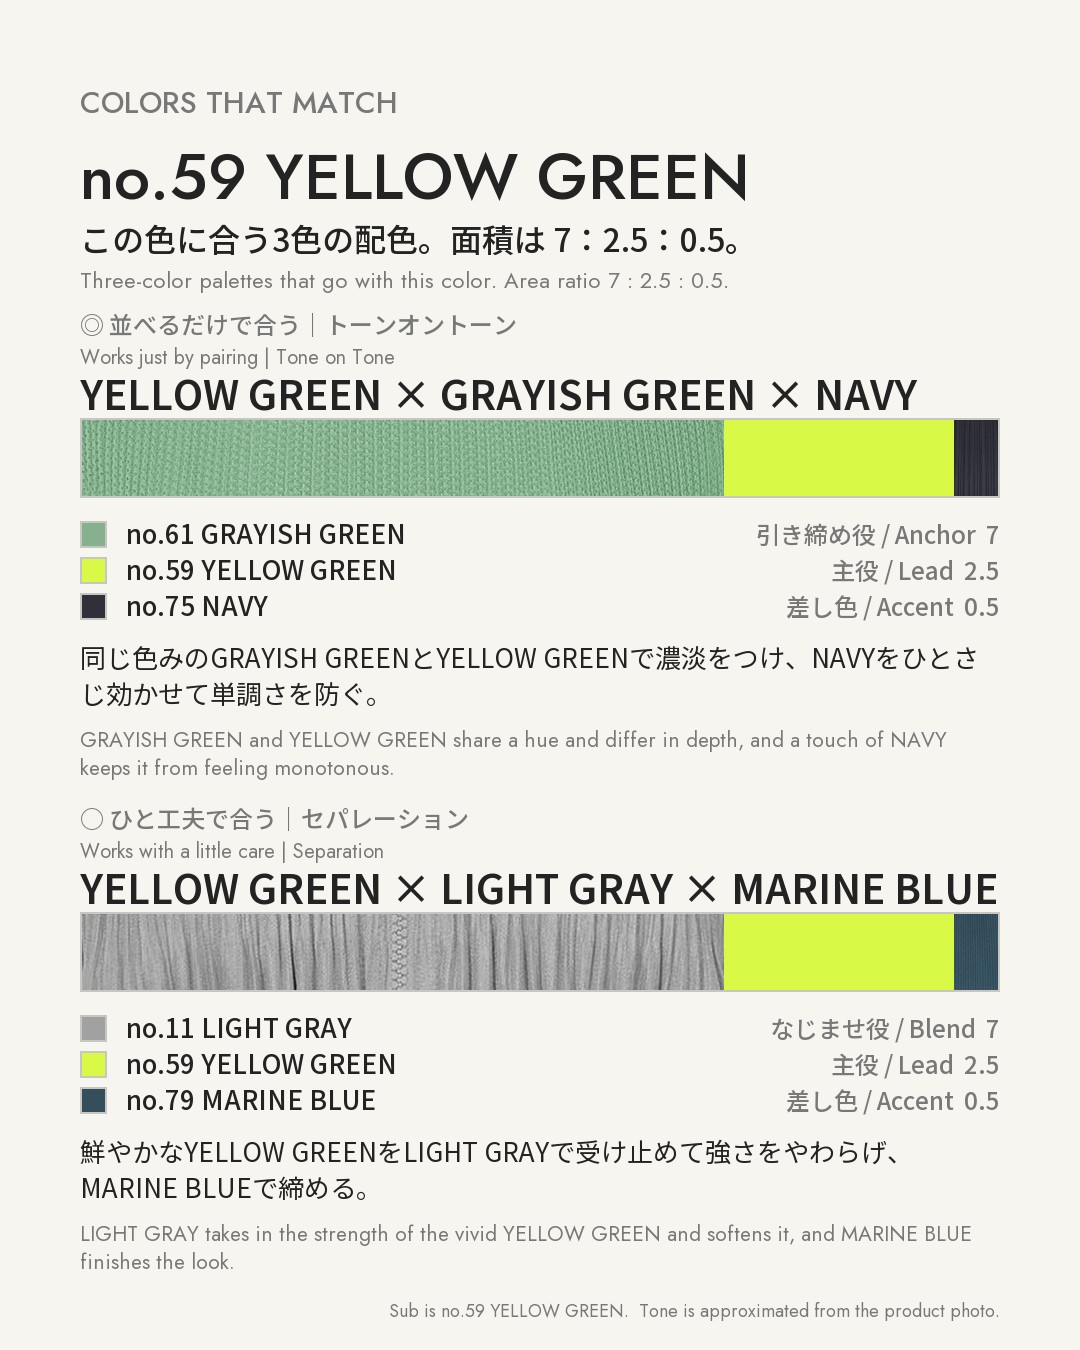 COLORS THAT MATCH
no.59 YELLOW GREEN
この色に合う3色の配色。面積は 7：2.5：0.5。
Three-color palettes that go with this color. Area ratio 7 : 2.5 : 0.5.
◎ 並べるだけで合う｜トーンオントーン
Works just by pairing | Tone on Tone
YELLOW GREEN × GRAYISH GREEN × NAVY
no.61 GRAYISH GREEN 引き締め役 / Anchor 7
no.59 YELLOW GREEN 主役 / Lead 2.5
no.75 NAVY 差し色 / Accent 0.5
同じ色みのGRAYISH GREENとYELLOW GREENで濃淡をつけ、NAVYをひとさ
じ効かせて単調さを防ぐ。
GRAYISH GREEN and YELLOW GREEN share a hue and differ in depth, and a touch of NAVY
keeps it from feeling monotonous.
○ ひと工夫で合う｜セパレーション
Works with a little care | Separation
YELLOW GREEN × LIGHT GRAY × MARINE BLUE
no.11 LIGHT GRAY なじませ役 / Blend 7
no.59 YELLOW GREEN 主役 / Lead 2.5
no.79 MARINE BLUE 差し色 / Accent 0.5
鮮やかなYELLOW GREENをLIGHT GRAYで受け止めて強さをやわらげ、
MARINE BLUEで締める。
LIGHT GRAY takes in the strength of the vivid YELLOW GREEN and softens it, and MARINE BLUE
finishes the look.
Sub is no.59 YELLOW GREEN. Tone is approximated from the product photo.